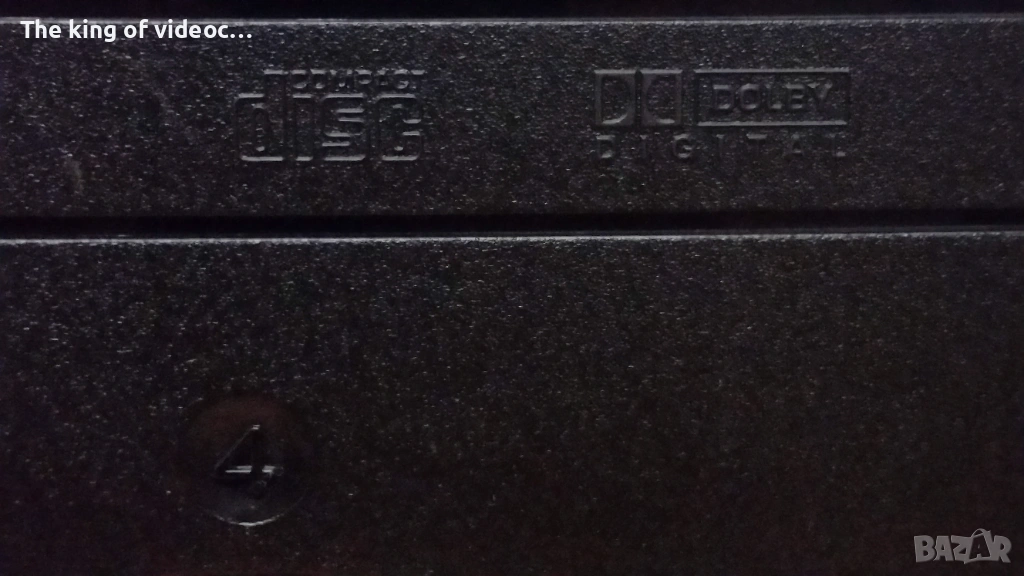 The king of videoc...
COMPACT
disc
DOLBY
DIGITAL
4
BAZAR